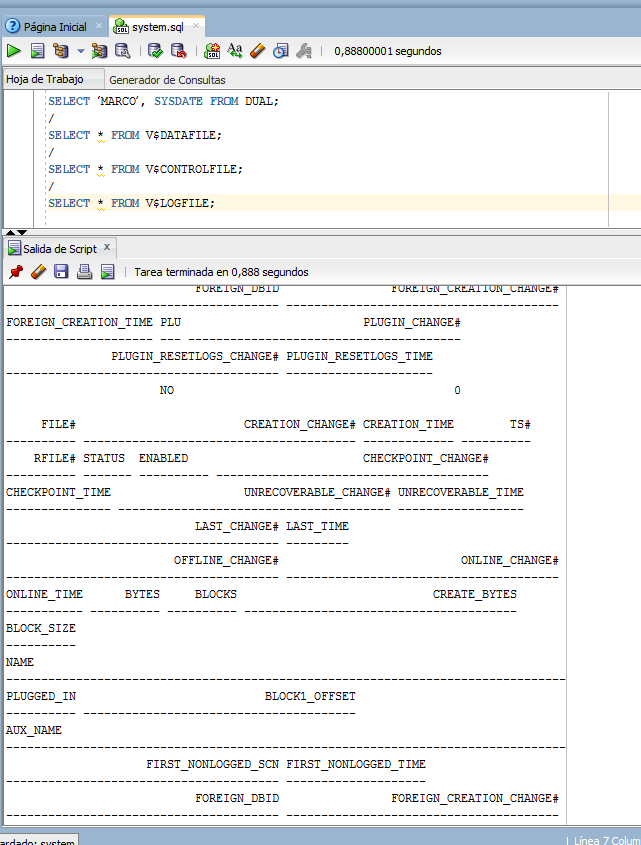 Página Inicial
system.sql
0,88800001 segundos
Hoja de Trabajo
Generador de Consultas
SELECT 'MARCO', SYSDATE FROM DUAL;
/
SELECT * FROM V$DATAFILE;
/
SELECT * FROM V$CONTROLFILE;
/
SELECT * FROM V$LOGFILE;
Salida de Script
Tarea terminada en 0,888 segundos
FOREIGN_DBID FOREIGN_CREATION_CHANGE#
FOREIGN_CREATION_TIME PLU PLUGIN_CHANGE#
PLUGIN_RESETLOGS_CHANGE# PLUGIN_RESETLOGS_TIME
NO 0
FILE# CREATION_CHANGE# CREATION_TIME TS#
RFILE# STATUS ENABLED CHECKPOINT_CHANGE#
CHECKPOINT_TIME UNRECOVERABLE_CHANGE# UNRECOVERABLE_TIME
LAST_CHANGE# LAST_TIME
OFFLINE_CHANGE# ONLINE_CHANGE#
ONLINE_TIME BYTES BLOCKS CREATE_BYTES
BLOCK_SIZE
NAME
PLUGGED_IN BLOCK1_OFFSET
AUX_NAME
FIRST_NONLOGGED_SCN FIRST_NONLOGGED_TIME
FOREIGN_DBID FOREIGN_CREATION_CHANGE#
ardado: system
Línea 7 Colum